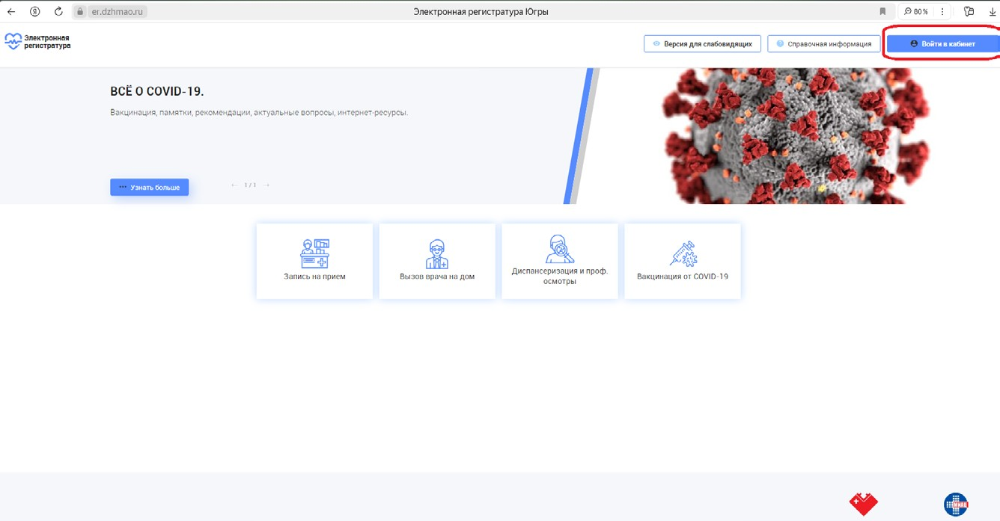 er.dzhmao.ru
Электронная регистратура Югры
80 %
Электронная
регистратура
Версия для слабовидящих
Справочная информация
Войти в кабинет
ВСЁ О COVID-19.
Вакцинация, памятки, рекомендации, актуальные вопросы, интернет-ресурсы.
Узнать больше
1 / 1
Запись на прием
Вызов врача на дом
Диспансеризация и проф.
осмотры
Вакцинация от COVID-19
МИАЦ